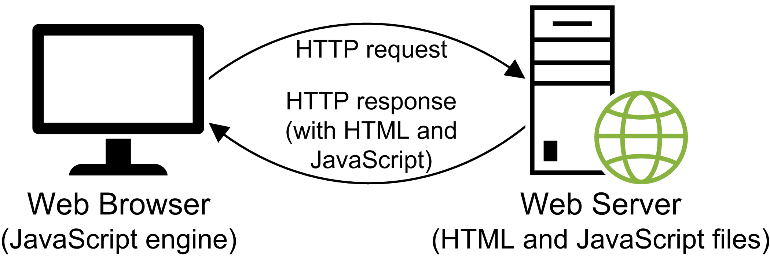 HTTP request
HTTP response
(with HTML and
JavaScript)
Web Browser
(JavaScript engine)
Web Server
(HTML and JavaScript files)